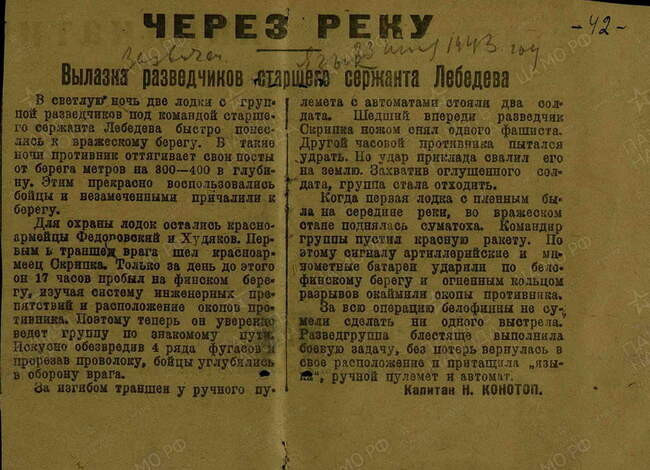 ЧЕРЕЗ РЕКУ
-42-
1943 год
Вылазка разведчиков старшего сержанта Лебедева
В светлую ночь две лодки с груп-
пой разведчиков под командой старше-
го сержанта Лебедева быстро понес-
лись к вражескому берегу. В такие
ночи противник оттягивает свои посты
от берега метров на 300—400 в глуби-
ну. Этим прекрасно воспользовались
бойцы и незамеченными причалили к
берегу.
Для охраны лодок остались красно-
армейцы Федоровский и Худяков. Пер-
вым в траншеи врага шел красноар-
меец Скрипка. Только за день до этого
он 17 часов пробыл на финском бере-
гу, изучая систему инженерных пре-
пятствий и расположение окопов про-
тивника. Поэтому теперь он уверенно
ведет группу по знакомому пути.
Искусно обезвредив 4 ряда фугасов и
прорезав проволоку, бойцы углубились
в оборону врага.
За изгибом траншеи у ручного пу-
лемета с автоматами стояли два сол-
дата. Шедший впереди разведчик
Скрипка ножом снял одного фашиста.
Другой часовой противника пытался
удрать. Но удар приклада свалил его
на землю. Захватив оглушенного сол-
дата, группа стала отходить.
Когда первая лодка с пленным бы-
ла на середине реки, во вражеском
стане поднялась суматоха. Командир
группы пустил красную ракету. По
этому сигналу артиллерийские и ми-
нометные батареи ударили по бело-
финскому берегу и огненным кольцом
разрывов окаймили окопы противника.
За всю операцию белофинны не су-
мели сделать ни одного выстрела.
Разведгруппа блестяще выполнила
боевую задачу, без потерь вернулась в
свое расположение и притащила „язы-
ка", ручной пулемет и автомат.
Капитан Н. КОНОТОП.